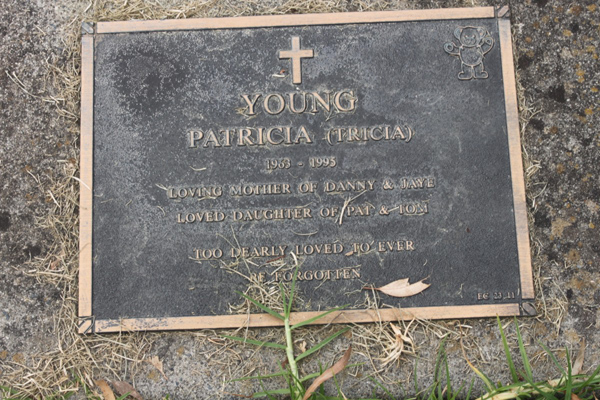 YOUNG
PATRICIA (TRICIA)
1963 - 1995
LOVING MOTHER OF DANNY & JAYE
LOVED DAUGHTER OF PAT & TOM
TOO DEARLY LOVED TO EVER
BE FORGOTTEN